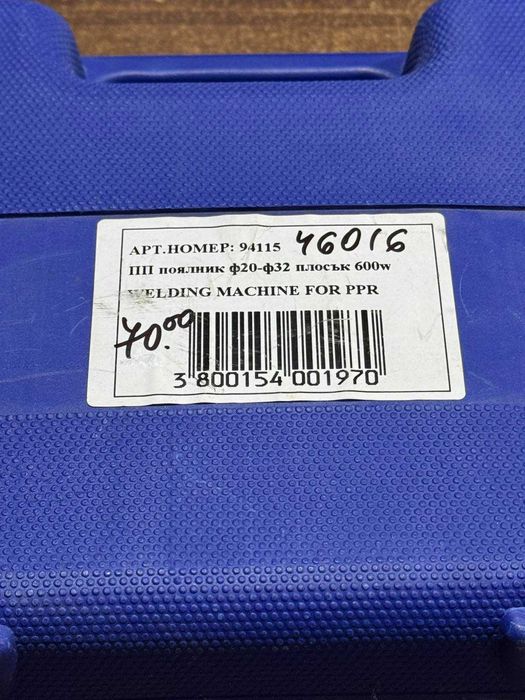 АРТ.НОМЕР: 94115 46016
ПП поялник ф20-ф32 плосък 600w
WELDING MACHINE FOR PPR
70.00
3 800154 001970